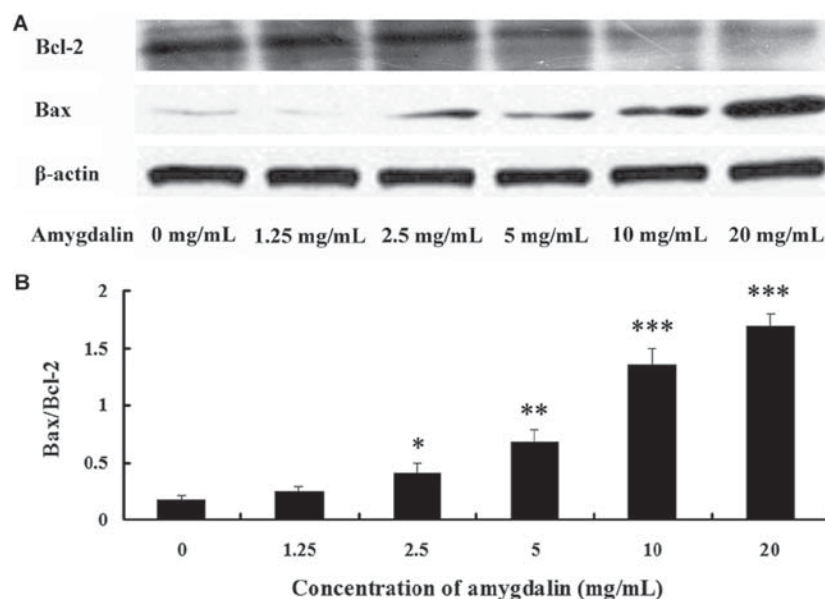 A
Bcl-2
Bax
β-actin
Amygdalin 0 mg/mL 1.25 mg/mL 2.5 mg/mL 5 mg/mL 10 mg/mL 20 mg/mL
B
Bax/Bcl-2
2
1.5
1
0.5
0
* ** *** ***
0 1.25 2.5 5 10 20
Concentration of amygdalin (mg/mL)